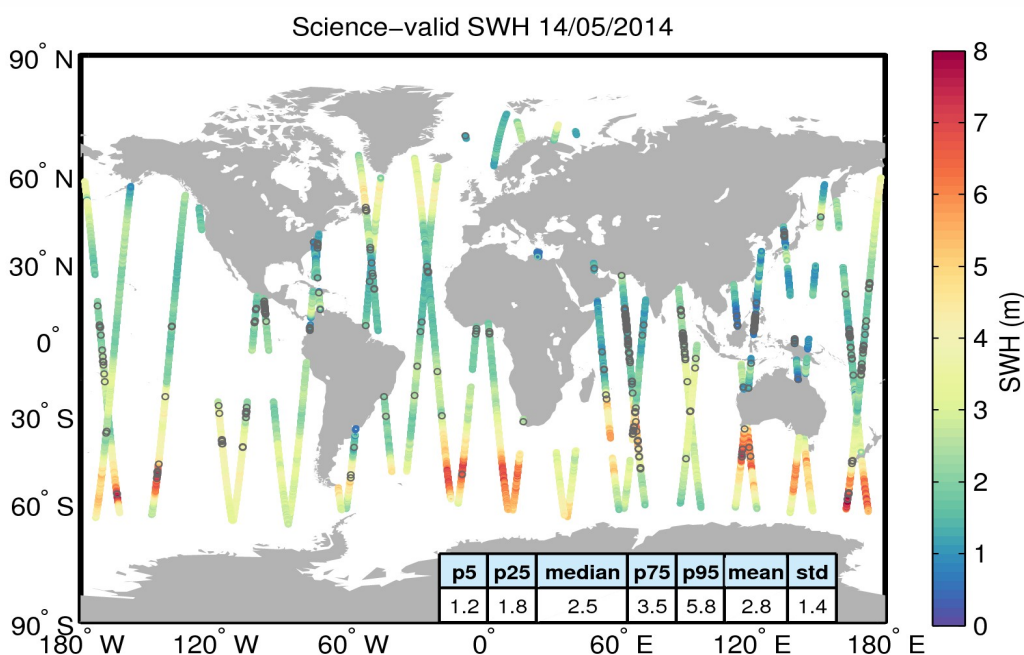 Science−valid SWH 14/05/2014
90° N
60° N
30° N
0°
30° S
60° S
90° S
180° W
120° W
60° W
0°
60° E
120° E
180° E
p5 p25 median p75 p95 mean std
1.2 1.8 2.5 3.5 5.8 2.8 1.4
8
7
6
5
4
3
2
1
0
SWH (m)